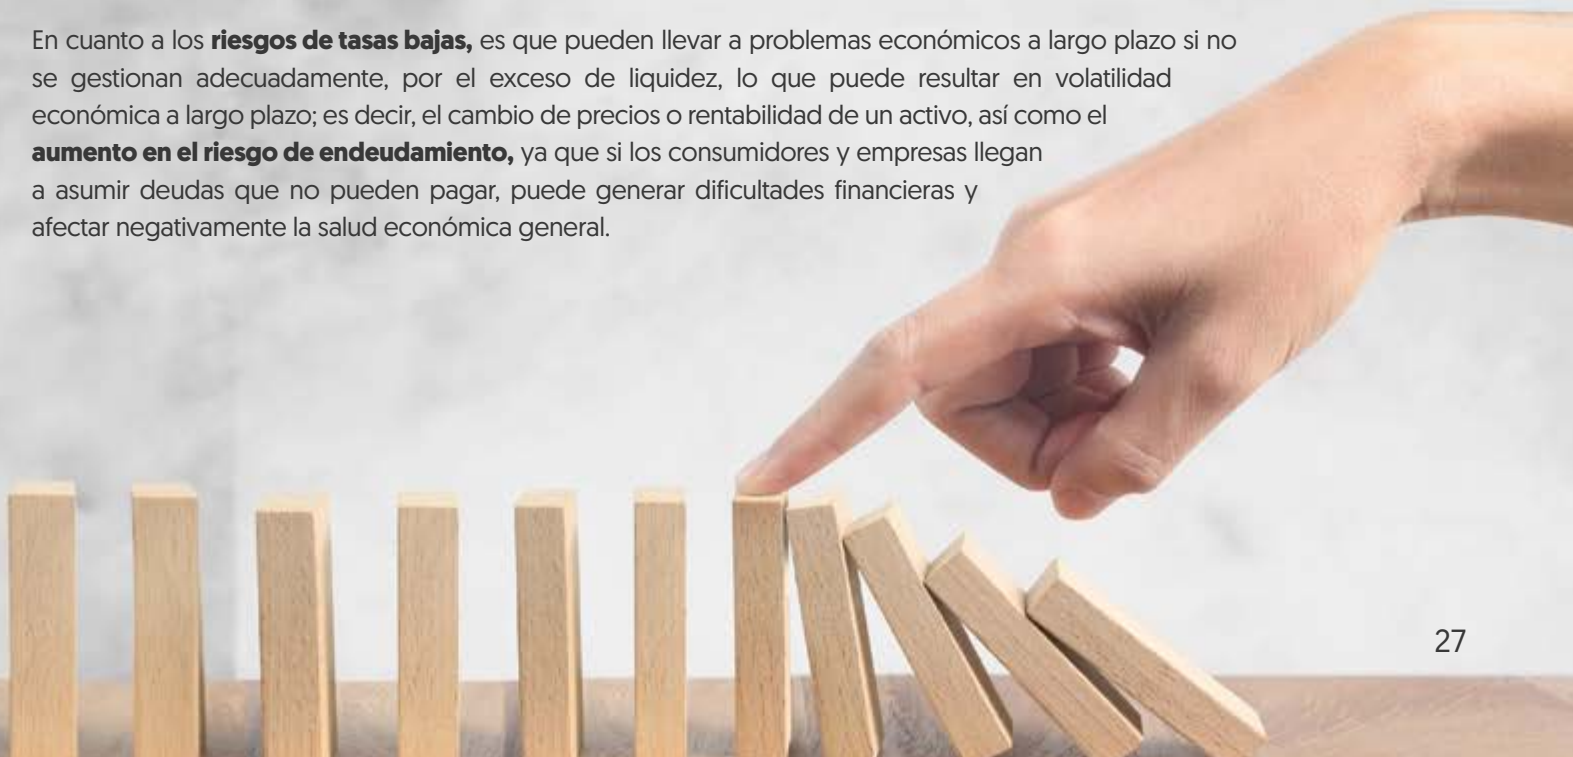 En cuanto a los riesgos de tasas bajas, es que pueden llevar a problemas económicos a largo plazo si no
se gestionan adecuadamente, por el exceso de liquidez, lo que puede resultar en volatilidad
económica a largo plazo; es decir, el cambio de precios o rentabilidad de un activo, así como el
aumento en el riesgo de endeudamiento, ya que si los consumidores y empresas llegan
a asumir deudas que no pueden pagar, puede generar dificultades financieras y
afectar negativamente la salud económica general.
27